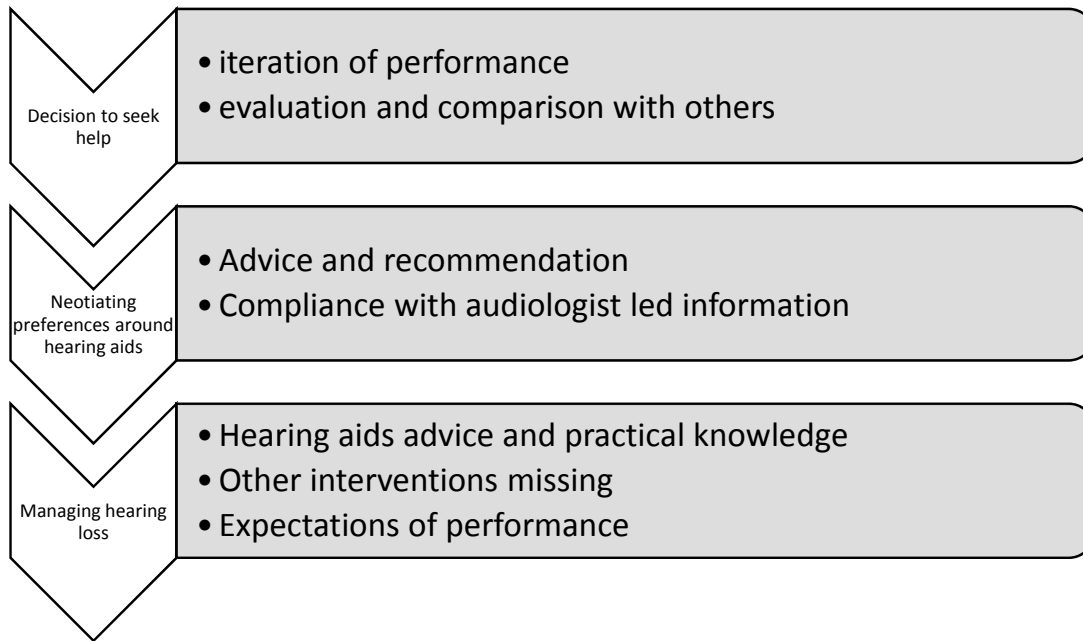 Decision to seek
help
• iteration of performance
• evaluation and comparison with others
Neotiating
preferences around
hearing aids
• Advice and recommendation
• Compliance with audiologist led information
Managing hearing
loss
• Hearing aids advice and practical knowledge
• Other interventions missing
• Expectations of performance